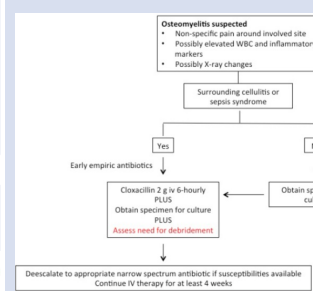 Osteomyelitis suspected
• Non-specific pain around involved site
• Possibly elevated WBC and inflammator
markers
• Possibly X-ray changes
Surrounding cellulitis or
sepsis syndrome
Yes
Early empiric antibiotics
Cloxacillin 2 g iv 6-hourly
PLUS
Obtain specimen for culture
PLUS
Assess need for debridement
Obtain sp
cul
Deescalate to appropriate narrow spectrum antibiotic if susceptibilities available
Continue IV therapy for at least 4 weeks